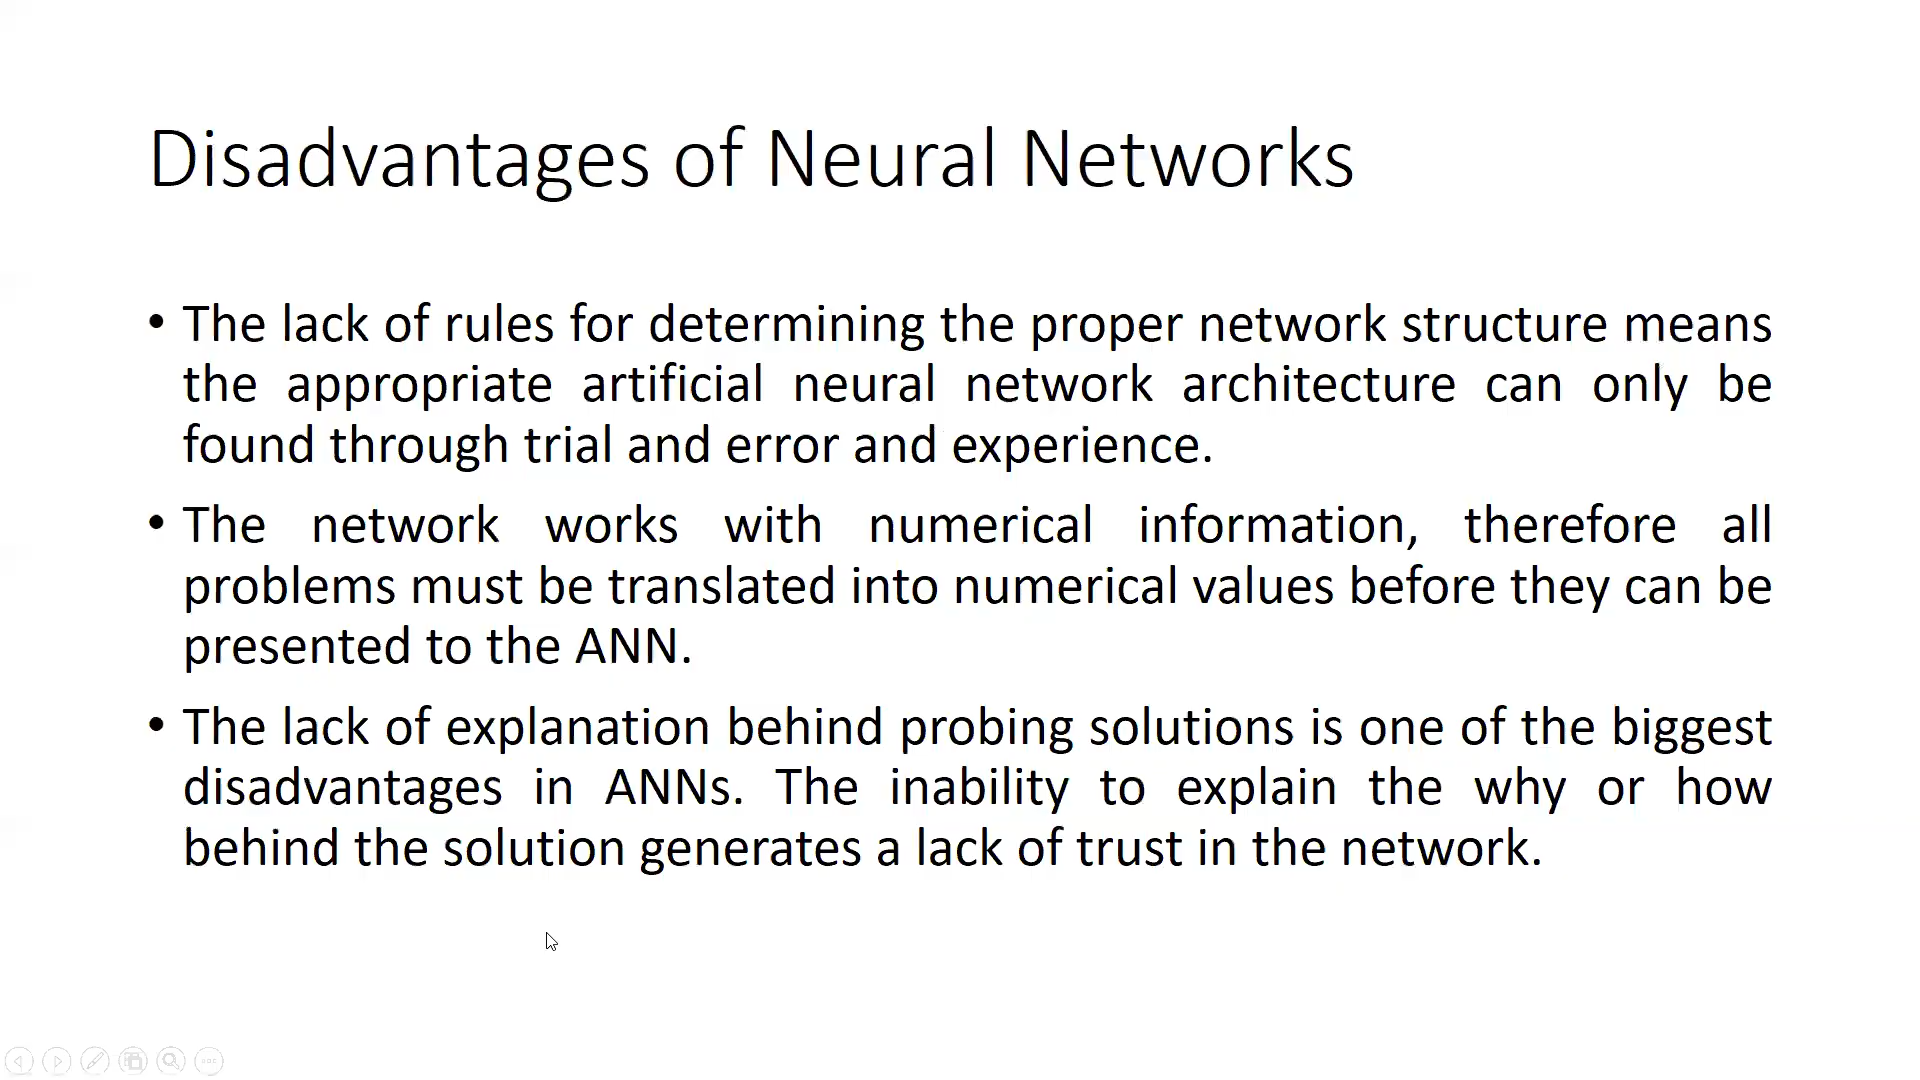 Disadvantages of Neural Networks
• The lack of rules for determining the proper network structure means
the appropriate artificial neural network architecture can only be
found through trial and error and experience.
• The network works with numerical information, therefore all
problems must be translated into numerical values before they can be
presented to the ANN.
• The lack of explanation behind probing solutions is one of the biggest
disadvantages in ANNs. The inability to explain the why or how
behind the solution generates a lack of trust in the network.